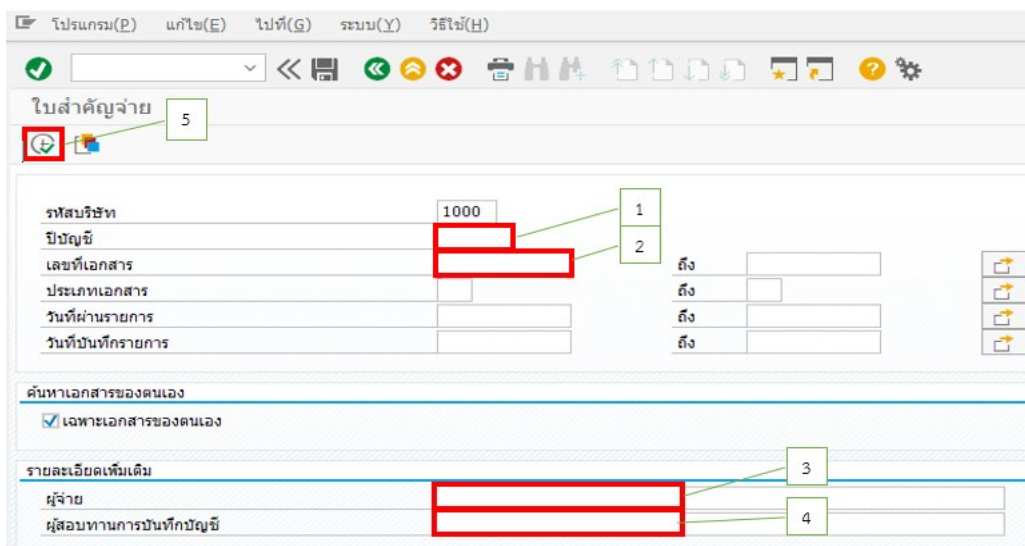 โปรแกรม(P) แก้ไข(E) ไปที่(G) ระบบ(Y) วิธีใช้(H)
ใบสำคัญจ่าย
5
รหัสบริษัท 1000 1
ปีบัญชี
2
เลขที่เอกสาร ถึง
ประเภทเอกสาร ถึง
วันที่ผ่านรายการ ถึง
วันที่บันทึกรายการ ถึง
ค้นหาเอกสารของตนเอง
เฉพาะเอกสารของตนเอง
รายละเอียดเพิ่มเติม 3
ผู้จ่าย
ผู้สอบทานการบันทึกบัญชี 4